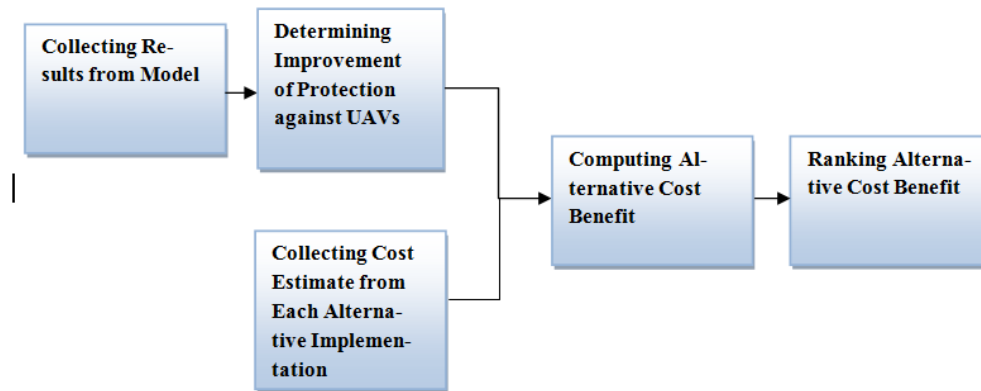 Collecting Re-
sults from Model
Determining
Improvement
of Protection
against UAVs
Collecting Cost
Estimate from
Each Alterna-
tive Implemen-
tation
Computing Al-
ternative Cost
Benefit
Ranking Alterna-
tive Cost Benefit